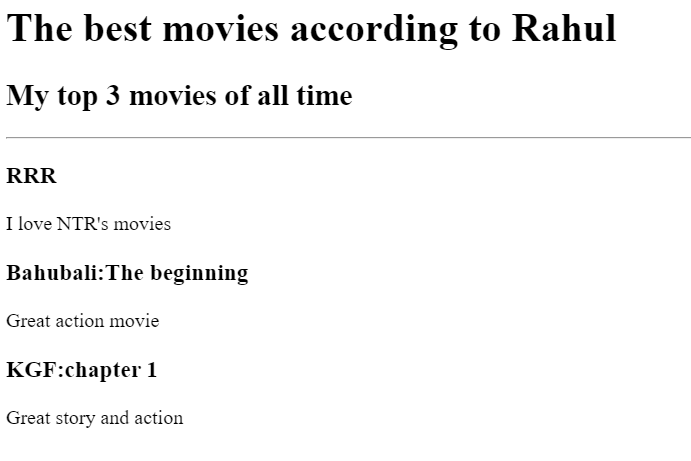 The best movies according to Rahul
My top 3 movies of all time
RRR
I love NTR's movies
Bahubali:The beginning
Great action movie
KGF:chapter 1
Great story and action